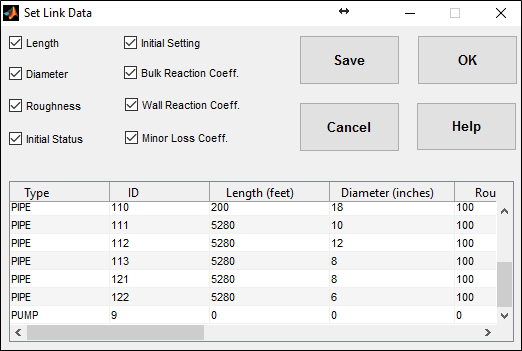 Set Link Data
Length Initial Setting
Diameter Bulk Reaction Coeff.
Roughness Wall Reaction Coeff.
Initial Status Minor Loss Coeff.
Save OK
Cancel Help
Type ID Length (feet) Diameter (inches) Rou
PIPE 110 200 18 100
PIPE 111 5280 10 100
PIPE 112 5280 12 100
PIPE 113 5280 8 100
PIPE 121 5280 8 100
PIPE 122 5280 6 100
PUMP 9 0 0 0